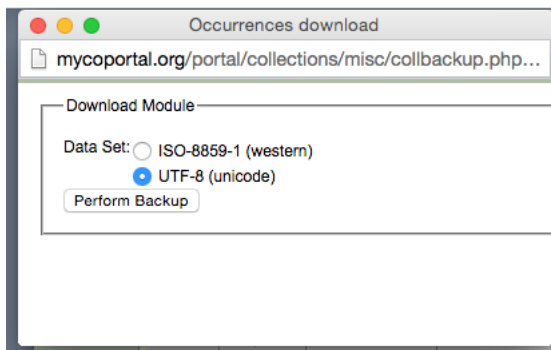 Occurrences download
mycoportal.org/portal/collections/misc/collbackup.php...
Download Module
Data Set: ISO-8859-1 (western)
UTF-8 (unicode)
Perform Backup